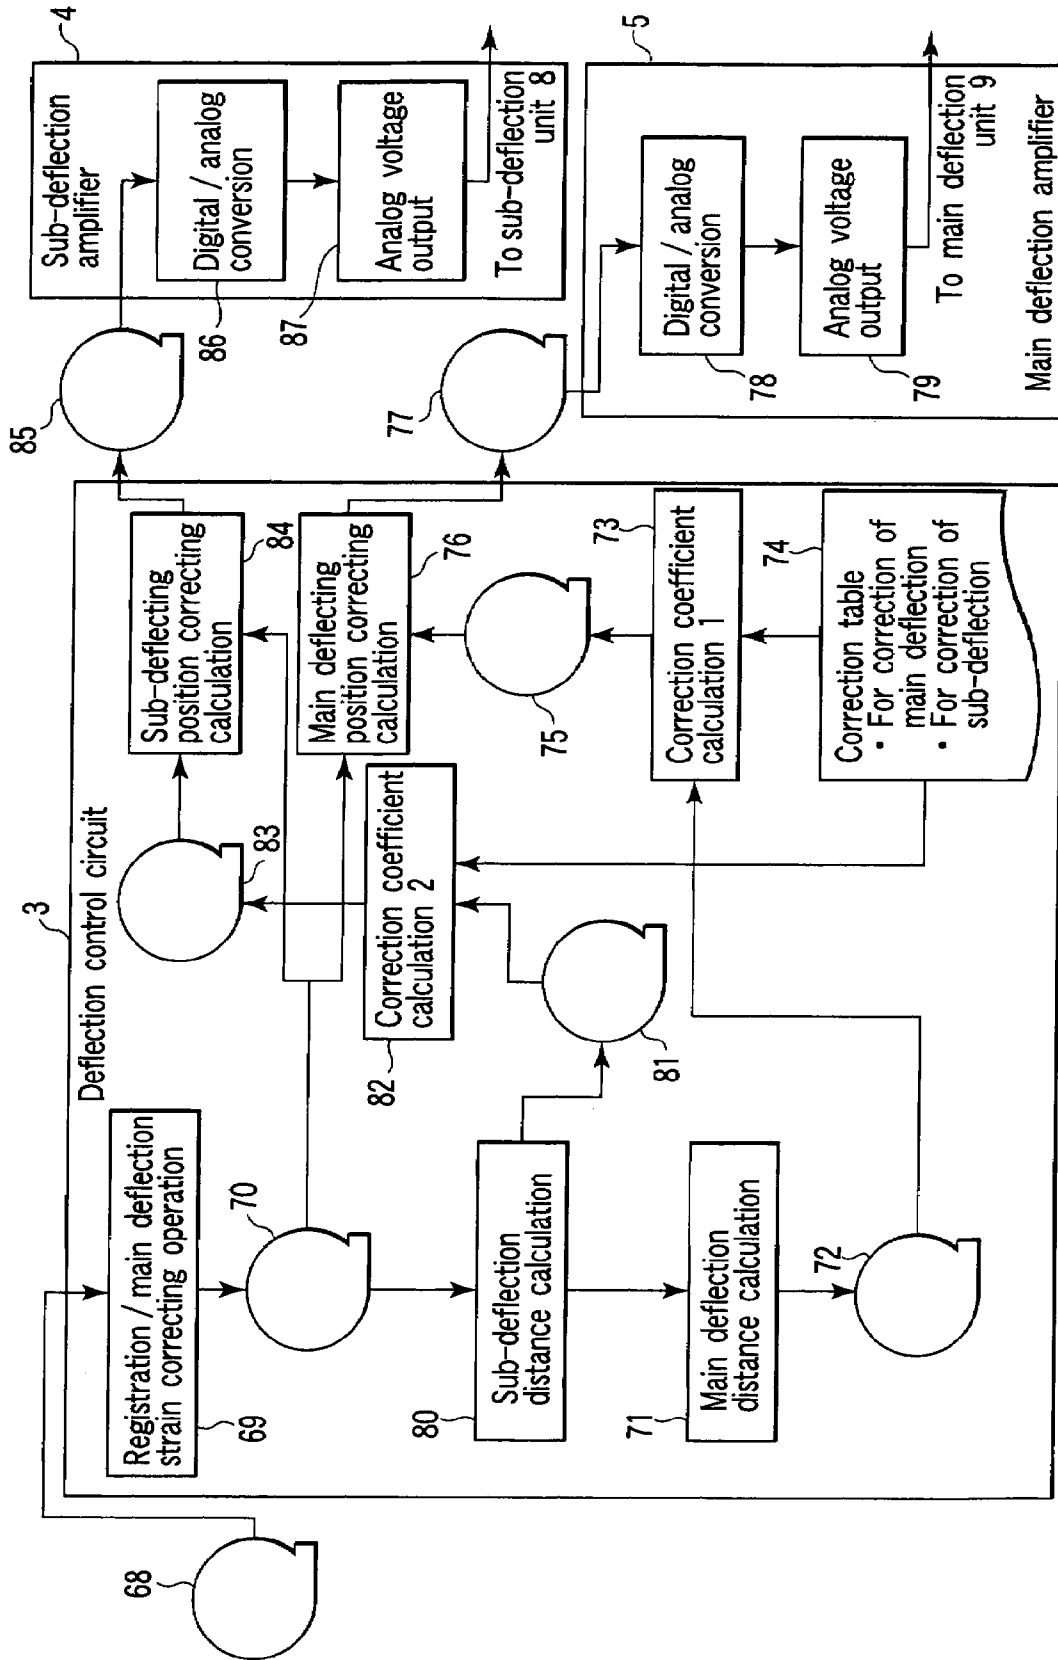 3
Deflection control circuit
68
Registration / main deflection
strain correcting operation
69
70
Sub-deflection
distance calculation
80
Main deflection
distance calculation
71
72
81
Correction coefficient
calculation 2
82
83
Sub-deflecting
position correcting
calculation
84
Main deflecting
position correcting
calculation
76
75
Correction coefficient
calculation 1
73
Correction table
• For correction of
main deflection
• For correction of
sub-deflection
74
85
77
4
Sub-deflection
amplifier
Digital / analog
conversion
86
Analog voltage
output
87
To sub-deflection
unit 8
5
Digital / analog
conversion
78
Analog voltage
output
79
To main deflection
unit 9
Main deflection amplifier